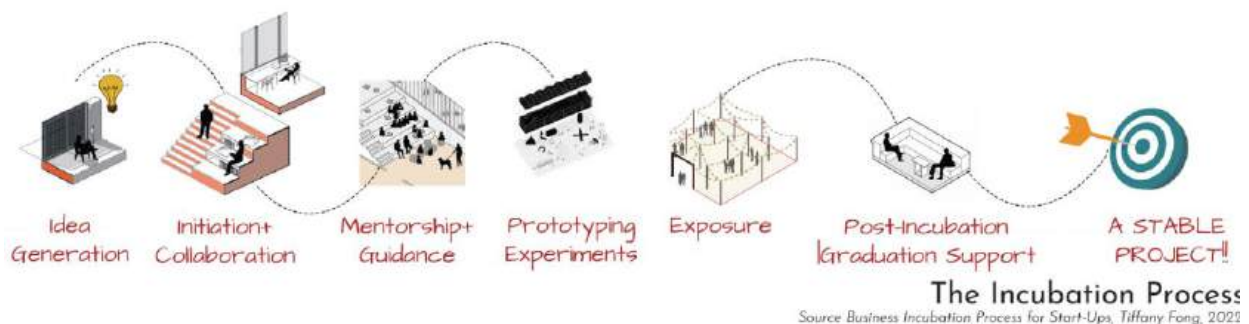 Idea
Generation
Initiation+
Collaboration
Mentorship+
Guidance
Prototyping
Experiments
Exposure
Post-Incubation
|Graduation Support
A STABLE
PROJECT!!
The Incubation Process
Source Business Incubation Process for Start-Ups, Tiffany Fong, 2022